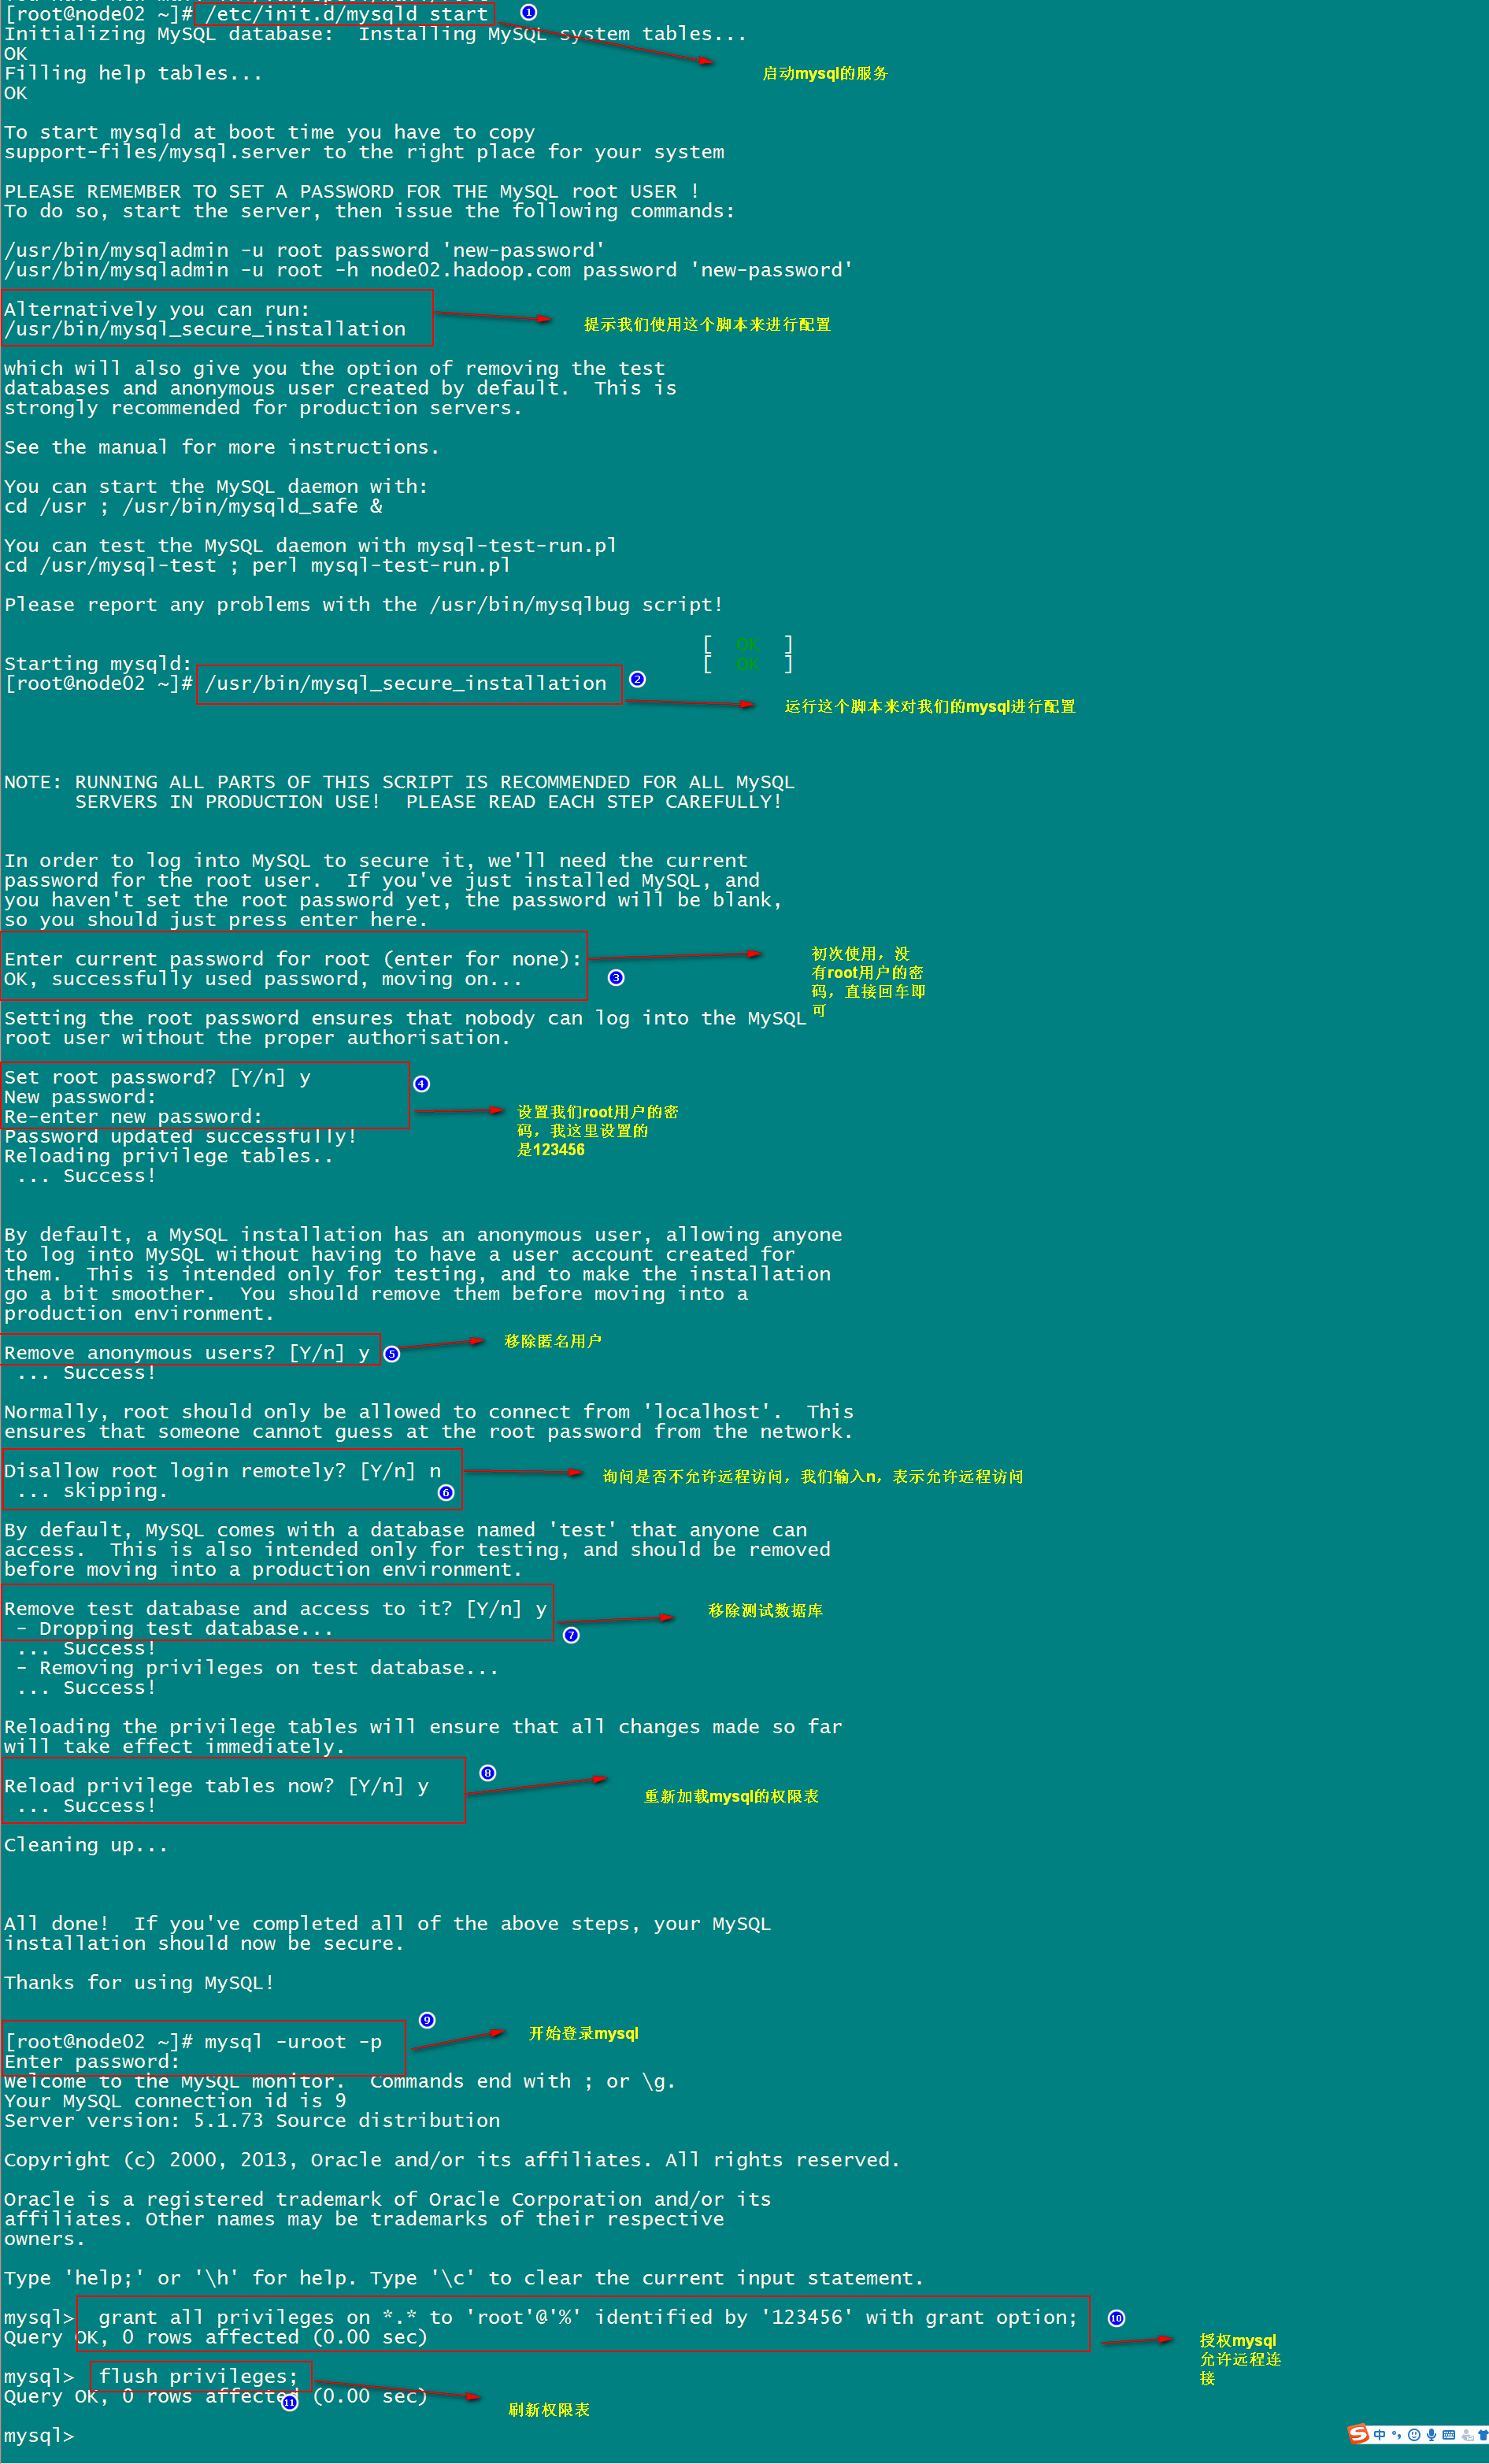 [root@node02 ~]# /etc/init.d/mysqld start
①
Initializing MySQL database:  Installing MySQL system tables...
OK
启动mysql的服务
Filling help tables...
OK
To start mysqld at boot time you have to copy
support-files/mysql.server to the right place for your system
PLEASE REMEMBER TO SET A PASSWORD FOR THE MySQL root USER !
To do so, start the server, then issue the following commands:
/usr/bin/mysqladmin -u root password 'new-password'
/usr/bin/mysqladmin -u root -h node02.hadoop.com password 'new-password'
Alternatively you can run:
/usr/bin/mysql_secure_installation
提示我们使用这个脚本来进行配置
which will also give you the option of removing the test
databases and anonymous user created by default.  This is
strongly recommended for production servers.
See the manual for more instructions.
You can start the MySQL daemon with:
cd /usr ; /usr/bin/mysqld_safe &
You can test the MySQL daemon with mysql-test-run.pl
cd /usr/mysql-test ; perl mysql-test-run.pl
Please report any problems with the /usr/bin/mysqlbug script!
[  OK  ]
Starting mysqld:                                           [  OK  ]
[root@node02 ~]# /usr/bin/mysql_secure_installation
②
运行这个脚本来对我们的mysql进行配置
NOTE: RUNNING ALL PARTS OF THIS SCRIPT IS RECOMMENDED FOR ALL MySQL
      SERVERS IN PRODUCTION USE!  PLEASE READ EACH STEP CAREFULLY!
In order to log into MySQL to secure it, we'll need the current
password for the root user.  If you've just installed MySQL, and
you haven't set the root password yet, the password will be blank,
so you should just press enter here.
Enter current password for root (enter for none):
OK, successfully used password, moving on...
③
初次使用，没
有root用户的密
码，直接回车即
可
Setting the root password ensures that nobody can log into the MySQL
root user without the proper authorisation.
Set root password? [Y/n] y
④
New password:
Re-enter new password:
设置我们root用户的密
码，我这里设置的
是123456
Password updated successfully!
Reloading privilege tables..
 ... Success!
By default, a MySQL installation has an anonymous user, allowing anyone
to log into MySQL without having to have a user account created for
them.  This is intended only for testing, and to make the installation
go a bit smoother.  You should remove them before moving into a
production environment.
Remove anonymous users? [Y/n] y
⑤
移除匿名用户
 ... Success!
Normally, root should only be allowed to connect from 'localhost'.  This
ensures that someone cannot guess at the root password from the network.
Disallow root login remotely? [Y/n] n
询问是否不允许远程访问，我们输入n，表示允许远程访问
 ... skipping.
⑥
By default, MySQL comes with a database named 'test' that anyone can
access.  This is also intended only for testing, and should be removed
before moving into a production environment.
Remove test database and access to it? [Y/n] y
移除测试数据库
 - Dropping test database...
⑦
 ... Success!
 - Removing privileges on test database...
 ... Success!
Reloading the privilege tables will ensure that all changes made so far
will take effect immediately.
⑧
Reload privilege tables now? [Y/n] y
重新加载mysql的权限表
 ... Success!
Cleaning up...
All done!  If you've completed all of the above steps, your MySQL
installation should now be secure.
Thanks for using MySQL!
⑨
[root@node02 ~]# mysql -uroot -p
开始登录mysql
Enter password:
Welcome to the MySQL monitor.  Commands end with ; or \g.
Your MySQL connection id is 9
Server version: 5.1.73 Source distribution
Copyright (c) 2000, 2013, Oracle and/or its affiliates. All rights reserved.
Oracle is a registered trademark of Oracle Corporation and/or its
affiliates. Other names may be trademarks of their respective
owners.
Type 'help;' or '\h' for help. Type '\c' to clear the current input statement.
mysql>  grant all privileges on *.* to 'root'@'%' identified by '123456' with grant option;
⑩
Query OK, 0 rows affected (0.00 sec)
授权mysql
允许远程连
接
mysql>  flush privileges;
Query OK, 0 rows affected (0.00 sec)
⑪
刷新权限表
mysql>
中